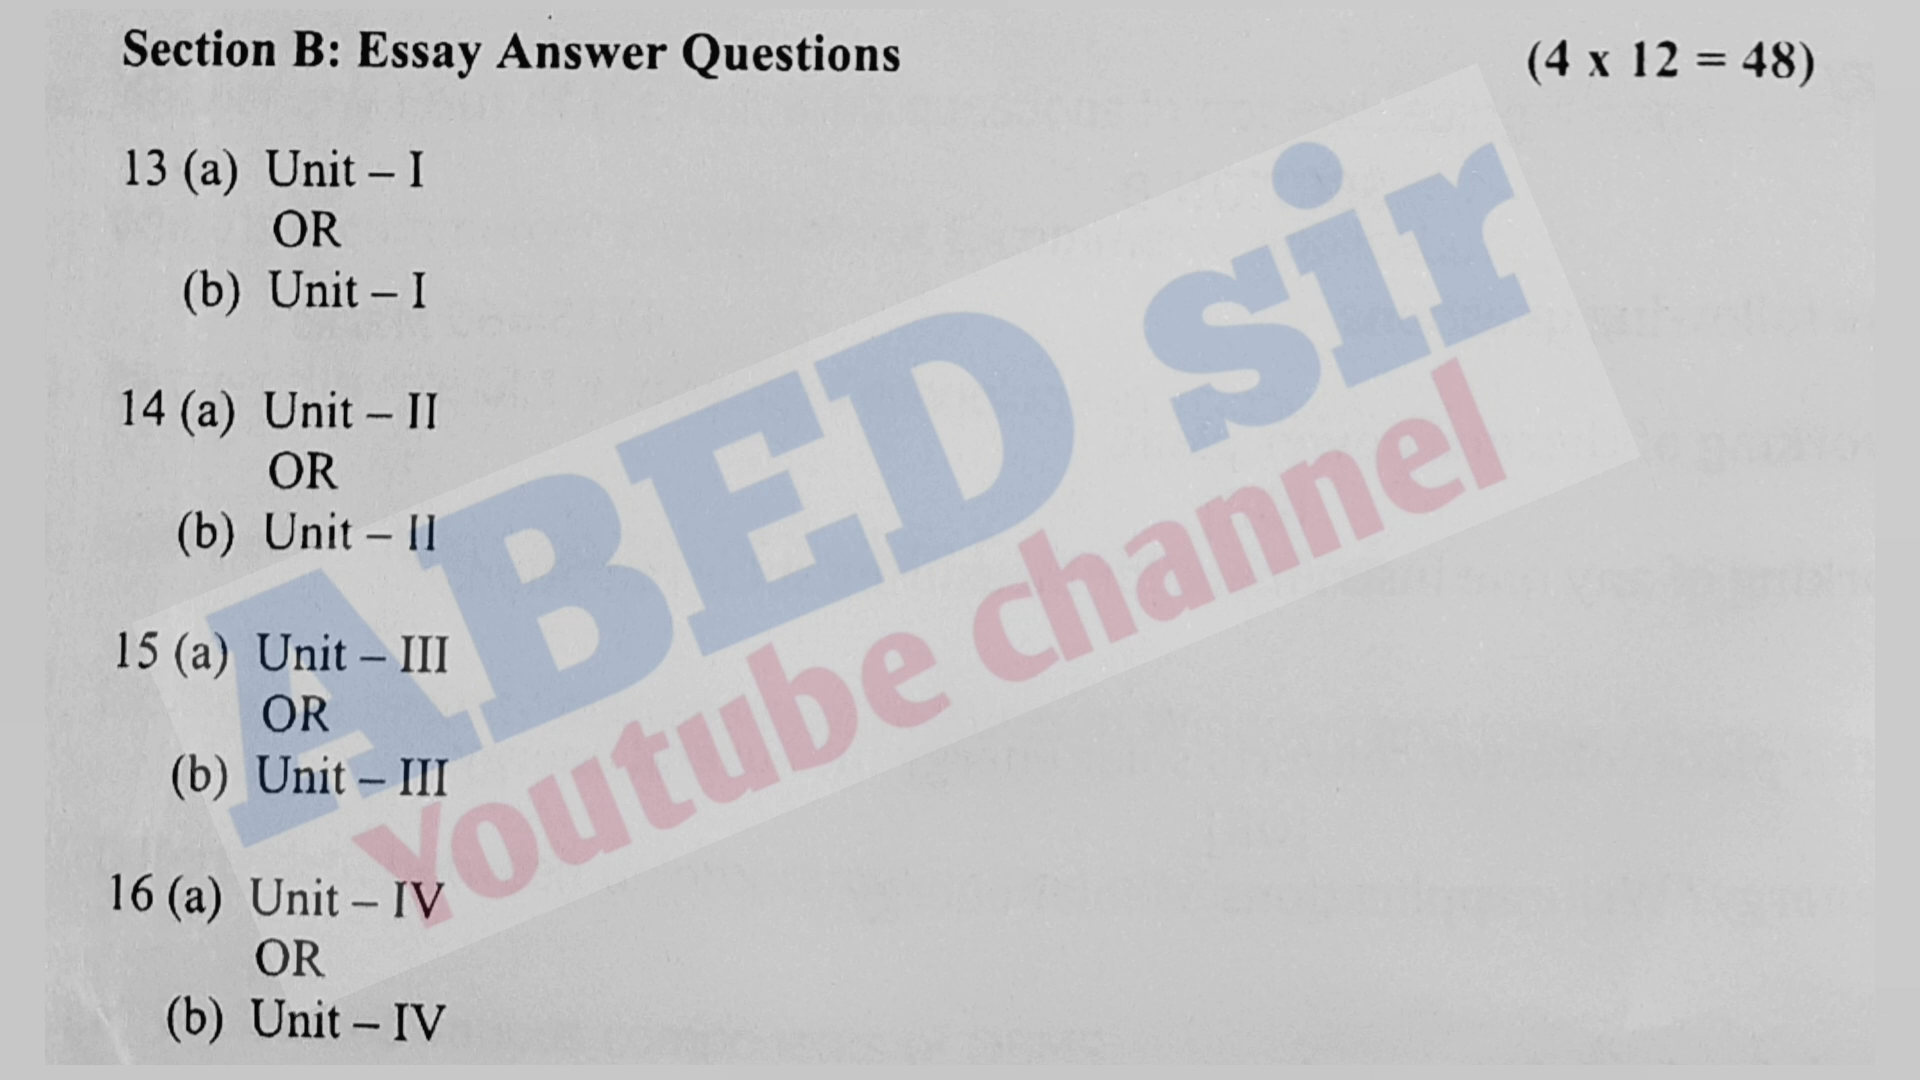 Section B: Essay Answer Questions (4 x 12 = 48)
13 (a) Unit – I
OR
(b) Unit – I
14 (a) Unit – II
OR
(b) Unit – II
15 (a) Unit – III
OR
(b) Unit – III
16 (a) Unit – IV
OR
(b) Unit – IV
ABED sir
Youtube channel